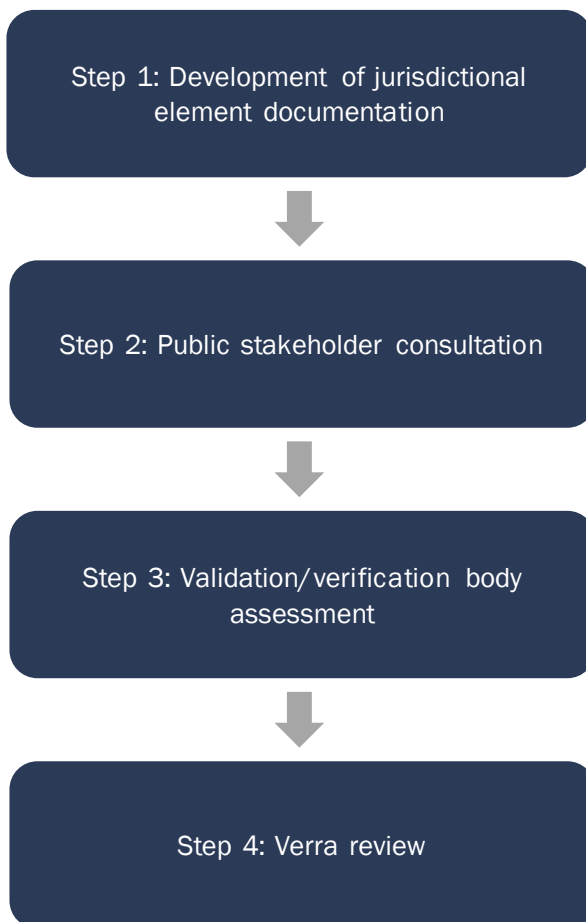 Step 1: Development of jurisdictional
element documentation
Step 2: Public stakeholder consultation
Step 3: Validation/verification body
assessment
Step 4: Verra review